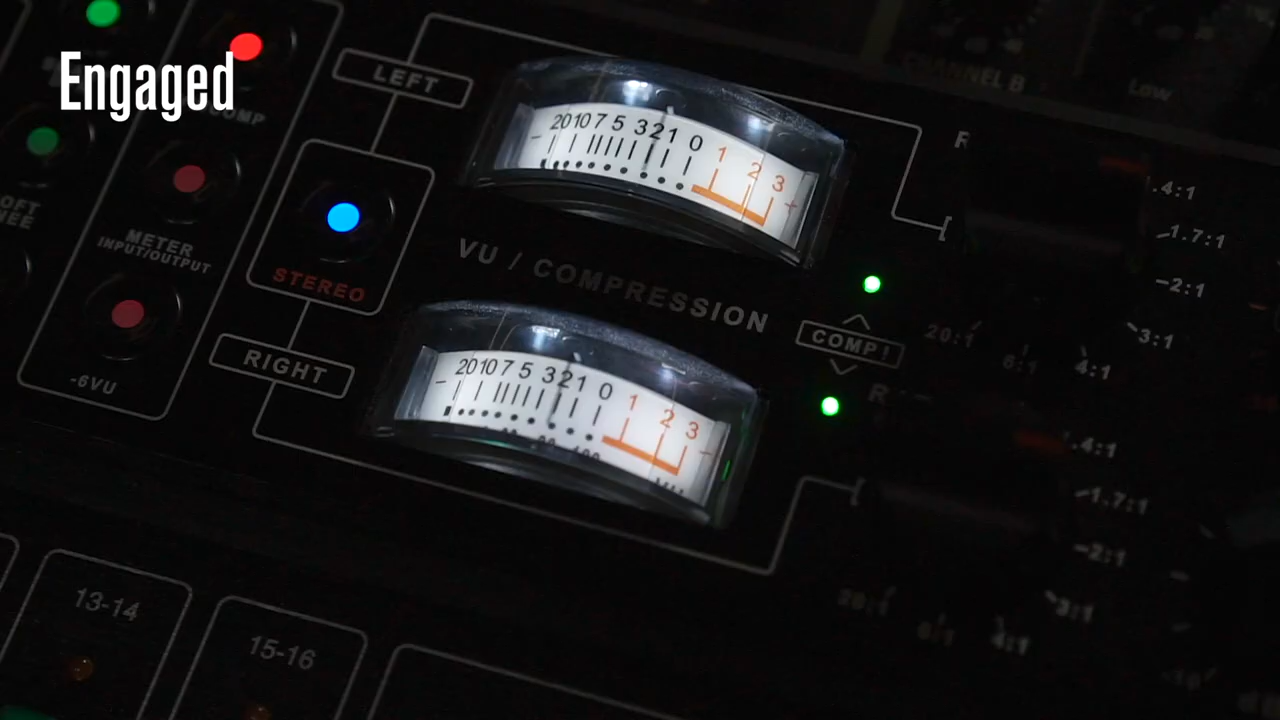 Engaged
LEFT
CHANNEL B
Low
COMP
20 10 7 5 3 2 1 0 1 2 3
- +
.4:1
1.7:1
2:1
3:1
4:1
6:1
20:1
METER
INPUT/OUTPUT
STEREO
VU / COMPRESSION
COMP!
RIGHT
-6VU
20 10 7 5 3 2 1 0 1 2 3
-
.4:1
1.7:1
2:1
3:1
4:1
6:1
20:1
13-14
15-16